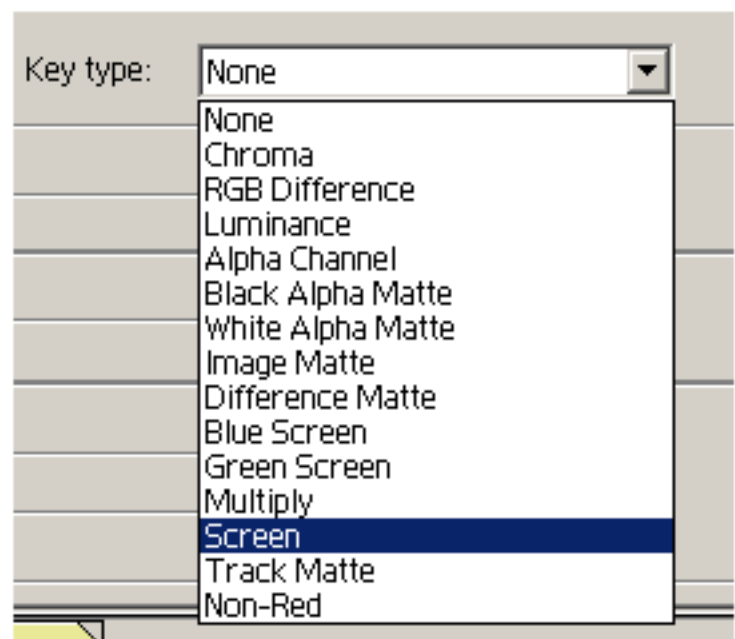 Key type: None
None
Chroma
RGB Difference
Luminance
Alpha Channel
Black Alpha Matte
White Alpha Matte
Image Matte
Difference Matte
Blue Screen
Green Screen
Multiply
Screen
Track Matte
Non-Red